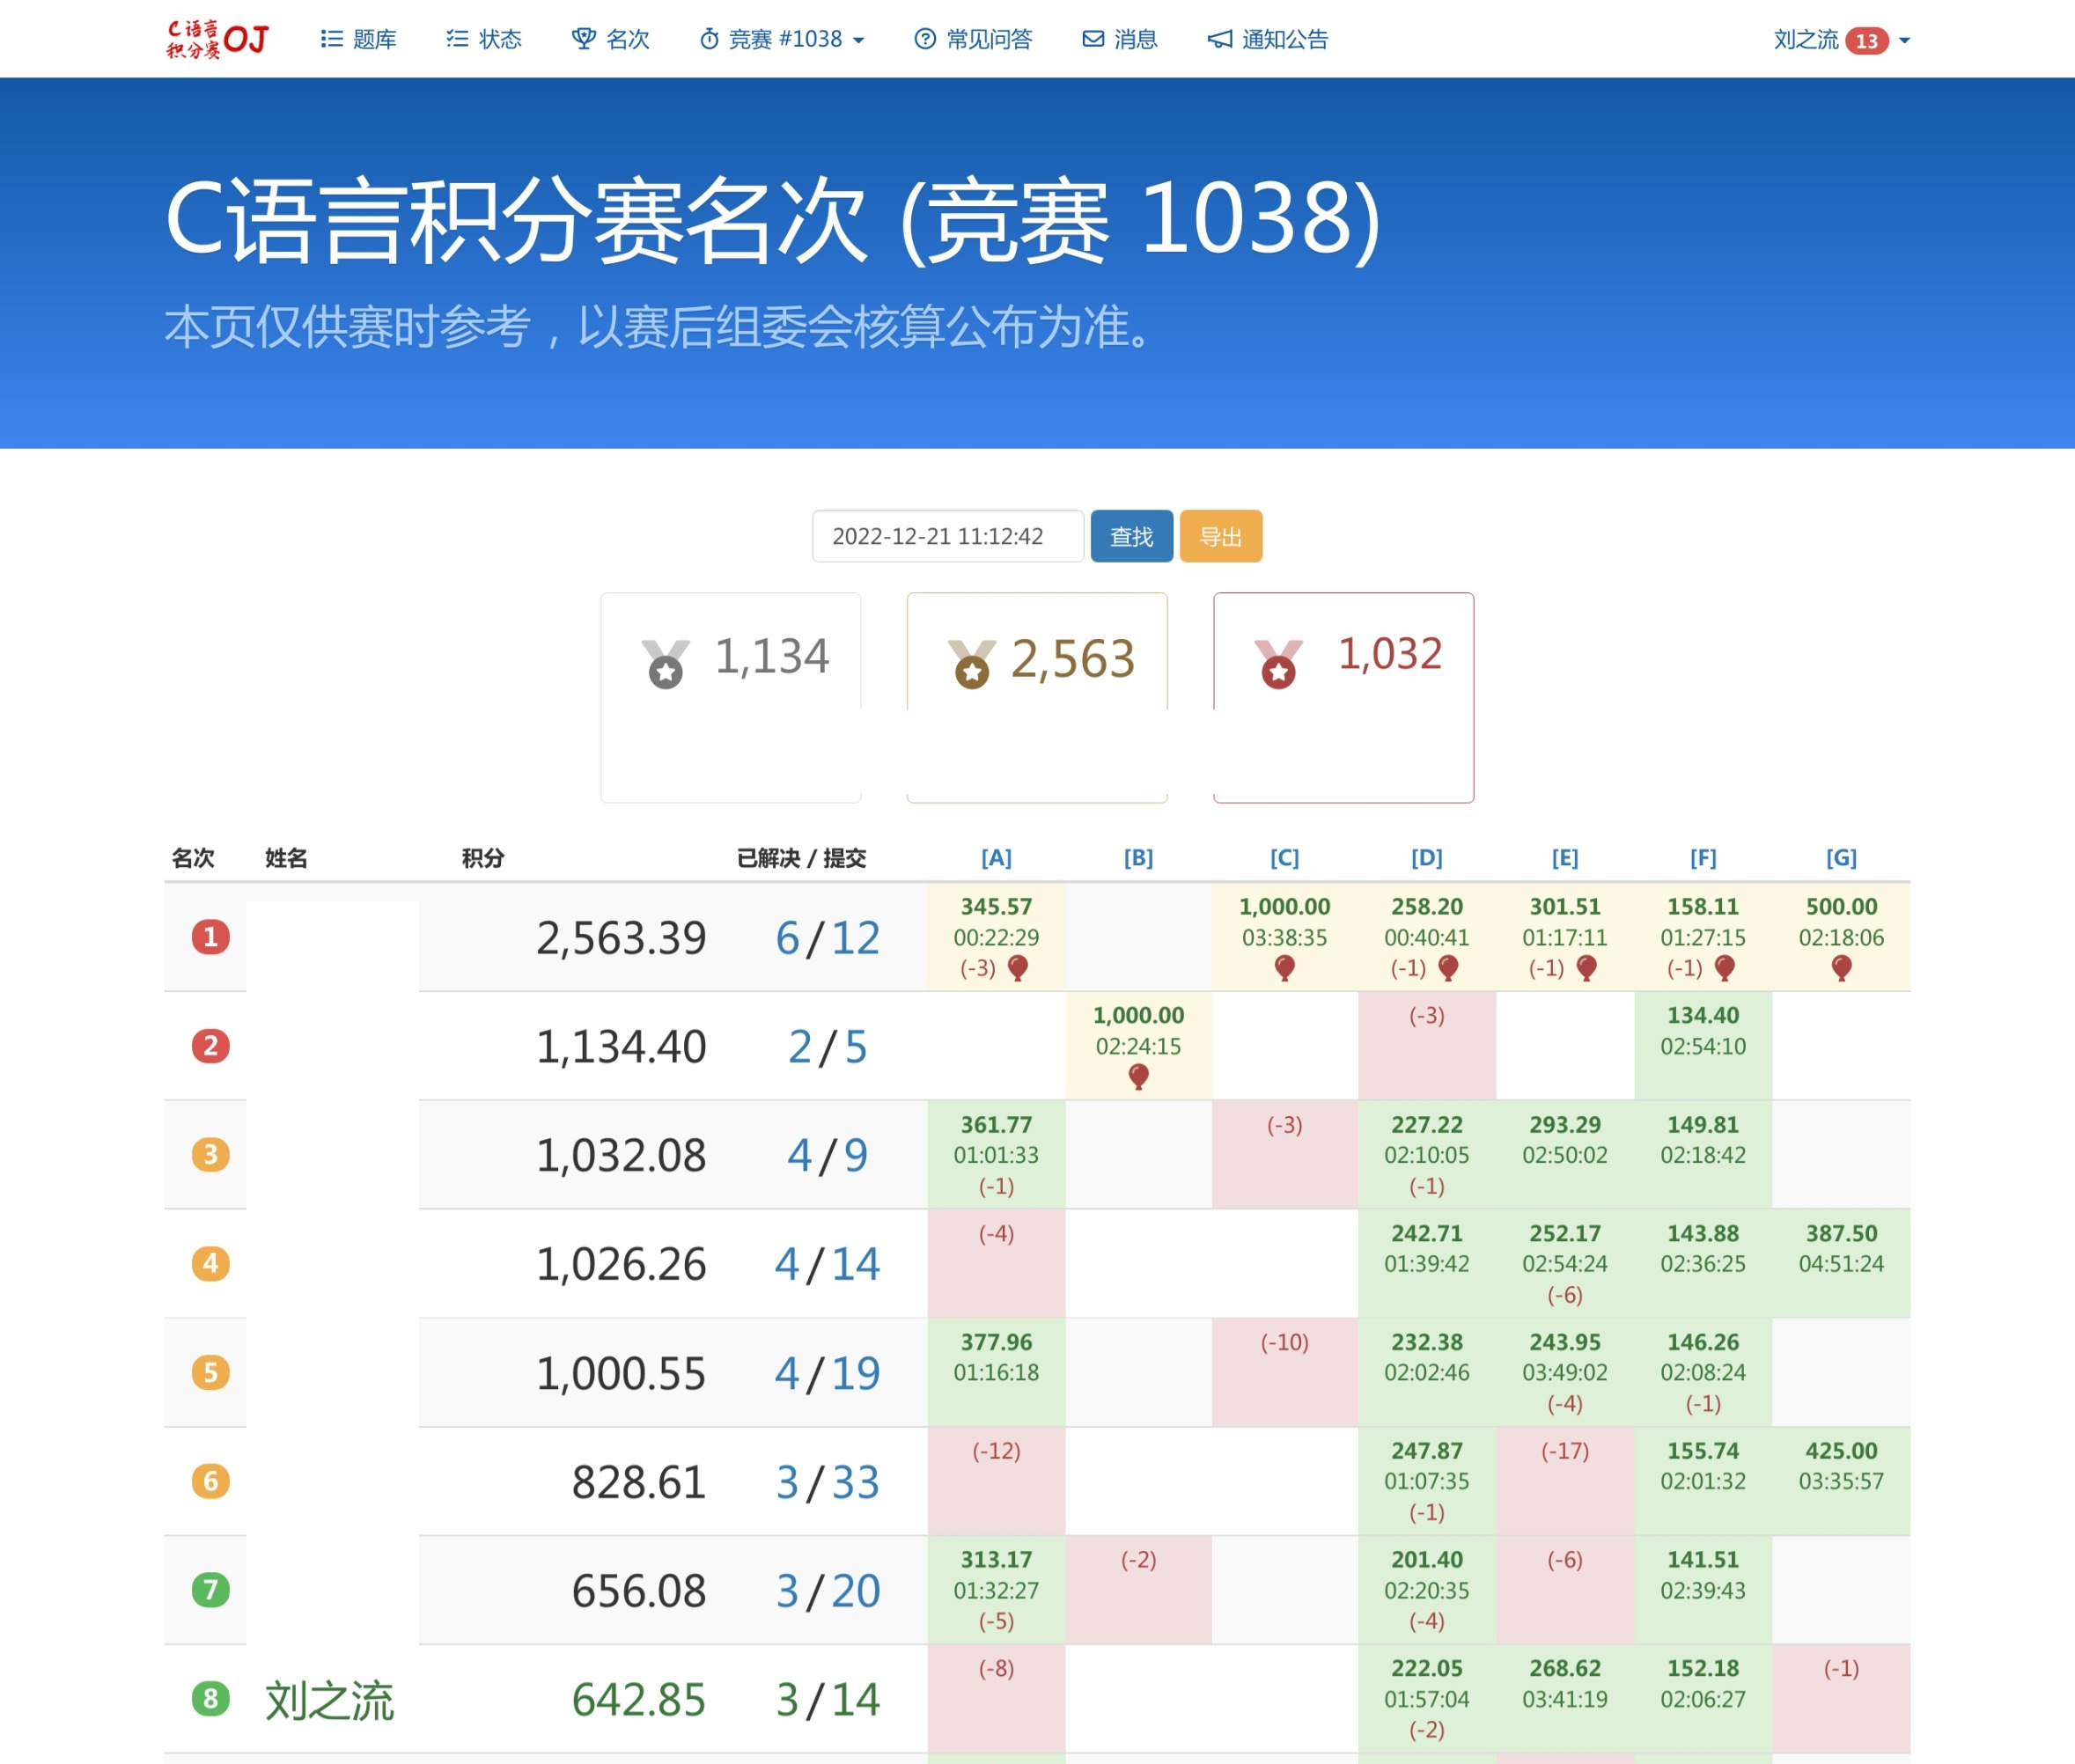 C 语言
积分赛 OJ
题库 状态 名次 竞赛 #1038 常见问答 消息 通知公告 刘之流 13
C语言积分赛名次 (竞赛 1038)
本页仅供赛时参考，以赛后组委会核算公布为准。
2022-12-21 11:12:42 查找 导出
1,134 2,563 1,032
名次 姓名 积分 已解决 / 提交 [A] [B] [C] [D] [E] [F] [G]
1 2,563.39 6/12 345.57 1,000.00 258.20 301.51 158.11 500.00
00:22:29 03:38:35 00:40:41 01:17:11 01:27:15 02:18:06
(-3) (-1) (-1) (-1)
2 1,134.40 2/5 1,000.00 (-3) 134.40
02:24:15 02:54:10
3 1,032.08 4/9 361.77 (-3) 227.22 293.29 149.81
01:01:33 02:10:05 02:50:02 02:18:42
(-1) (-1)
4 1,026.26 4/14 (-4) 242.71 252.17 143.88 387.50
01:39:42 02:54:24 02:36:25 04:51:24
(-6)
5 1,000.55 4/19 377.96 (-10) 232.38 243.95 146.26
01:16:18 02:02:46 03:49:02 02:08:24
(-4) (-1)
6 828.61 3/33 (-12) 247.87 (-17) 155.74 425.00
01:07:35 02:01:32 03:35:57
(-1)
7 656.08 3/20 313.17 (-2) 201.40 (-6) 141.51
01:32:27 02:20:35 02:39:43
(-5) (-4)
8 刘之流 642.85 3/14 (-8) 222.05 268.62 152.18 (-1)
01:57:04 03:41:19 02:06:27
(-2)